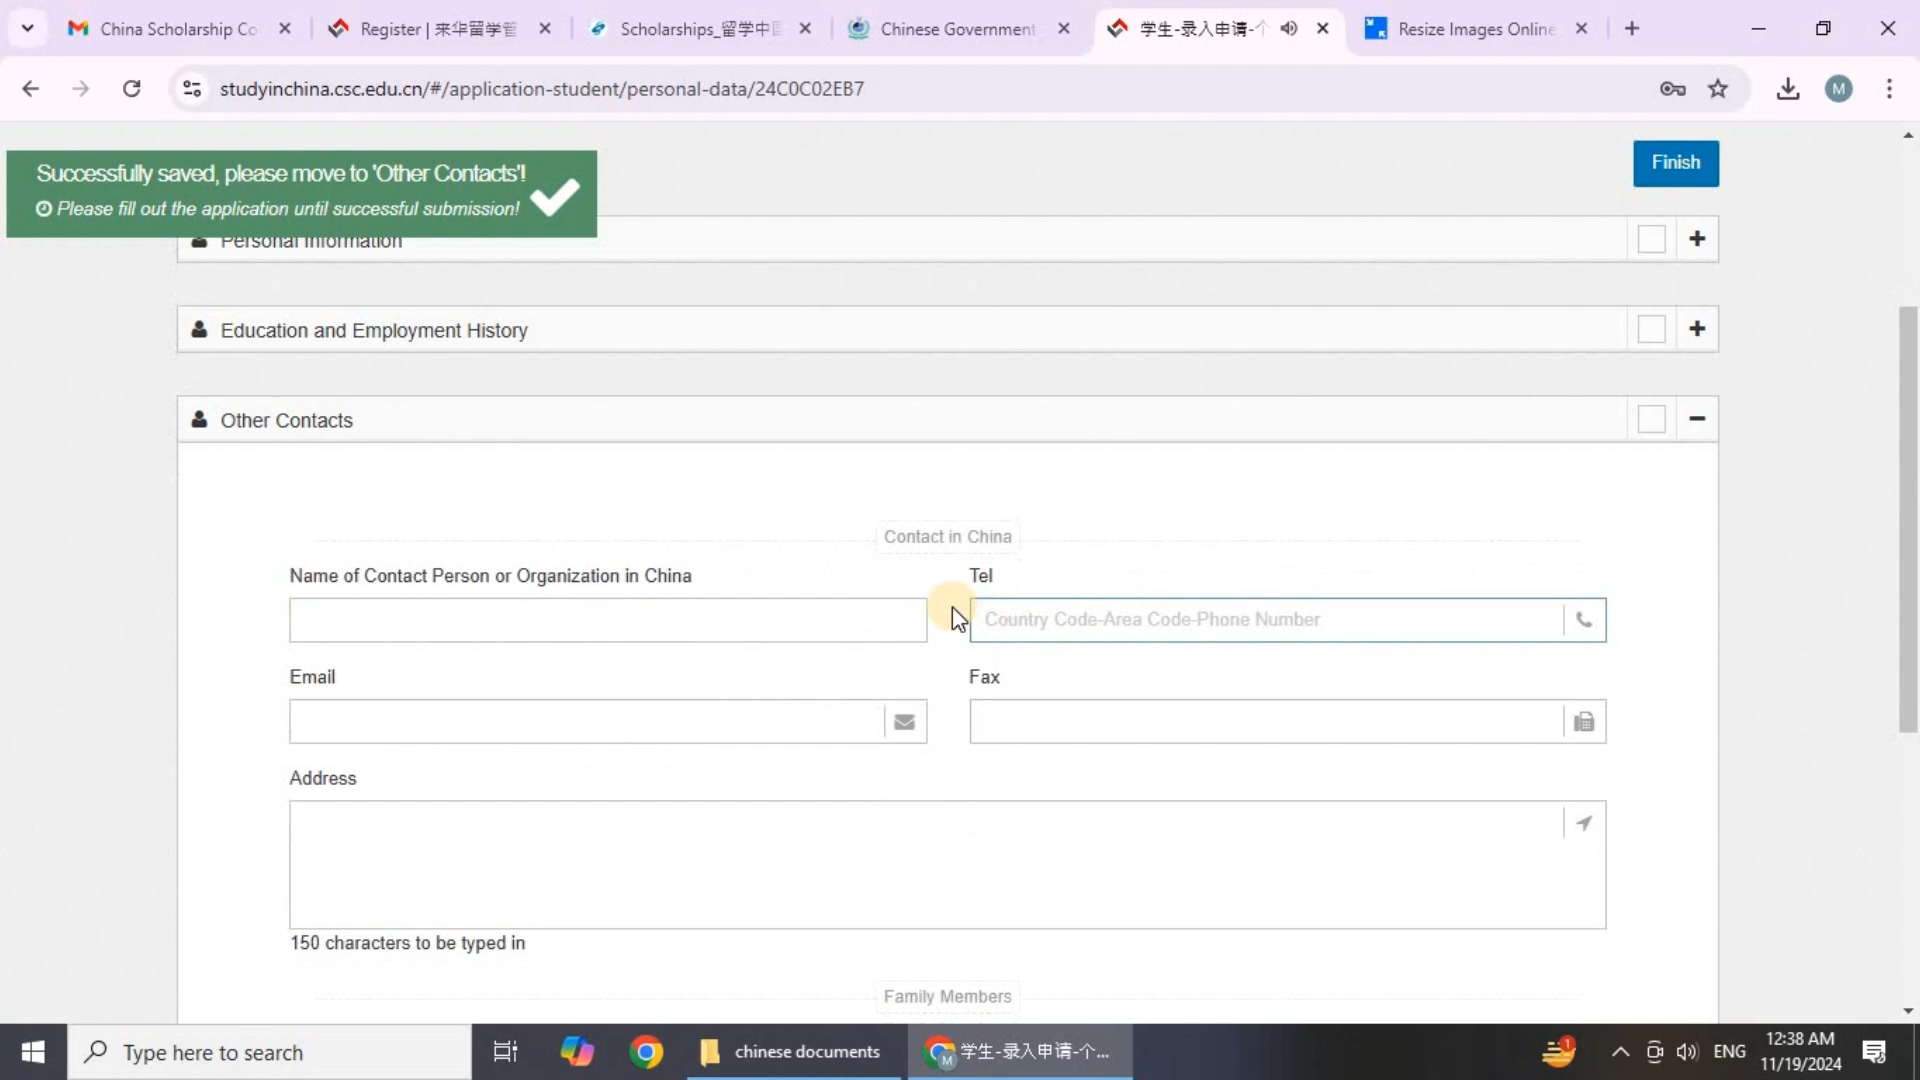 China Scholarship Co
Register | 来华留学管
Scholarships_留学中国
Chinese Government
学生-录入申请-个
Resize Images Online
studyinchina.csc.edu.cn/#/application-student/personal-data/24C0C02EB7
M
Finish
Successfully saved, please move to 'Other Contacts'!
Please fill out the application until successful submission!
Personal Information
Education and Employment History
Other Contacts
Contact in China
Name of Contact Person or Organization in China
Tel
Country Code-Area Code-Phone Number
Email
Fax
Address
150 characters to be typed in
Family Members
Type here to search
chinese documents
M
学生-录入申请-个...
1
ENG
12:38 AM
11/19/2024